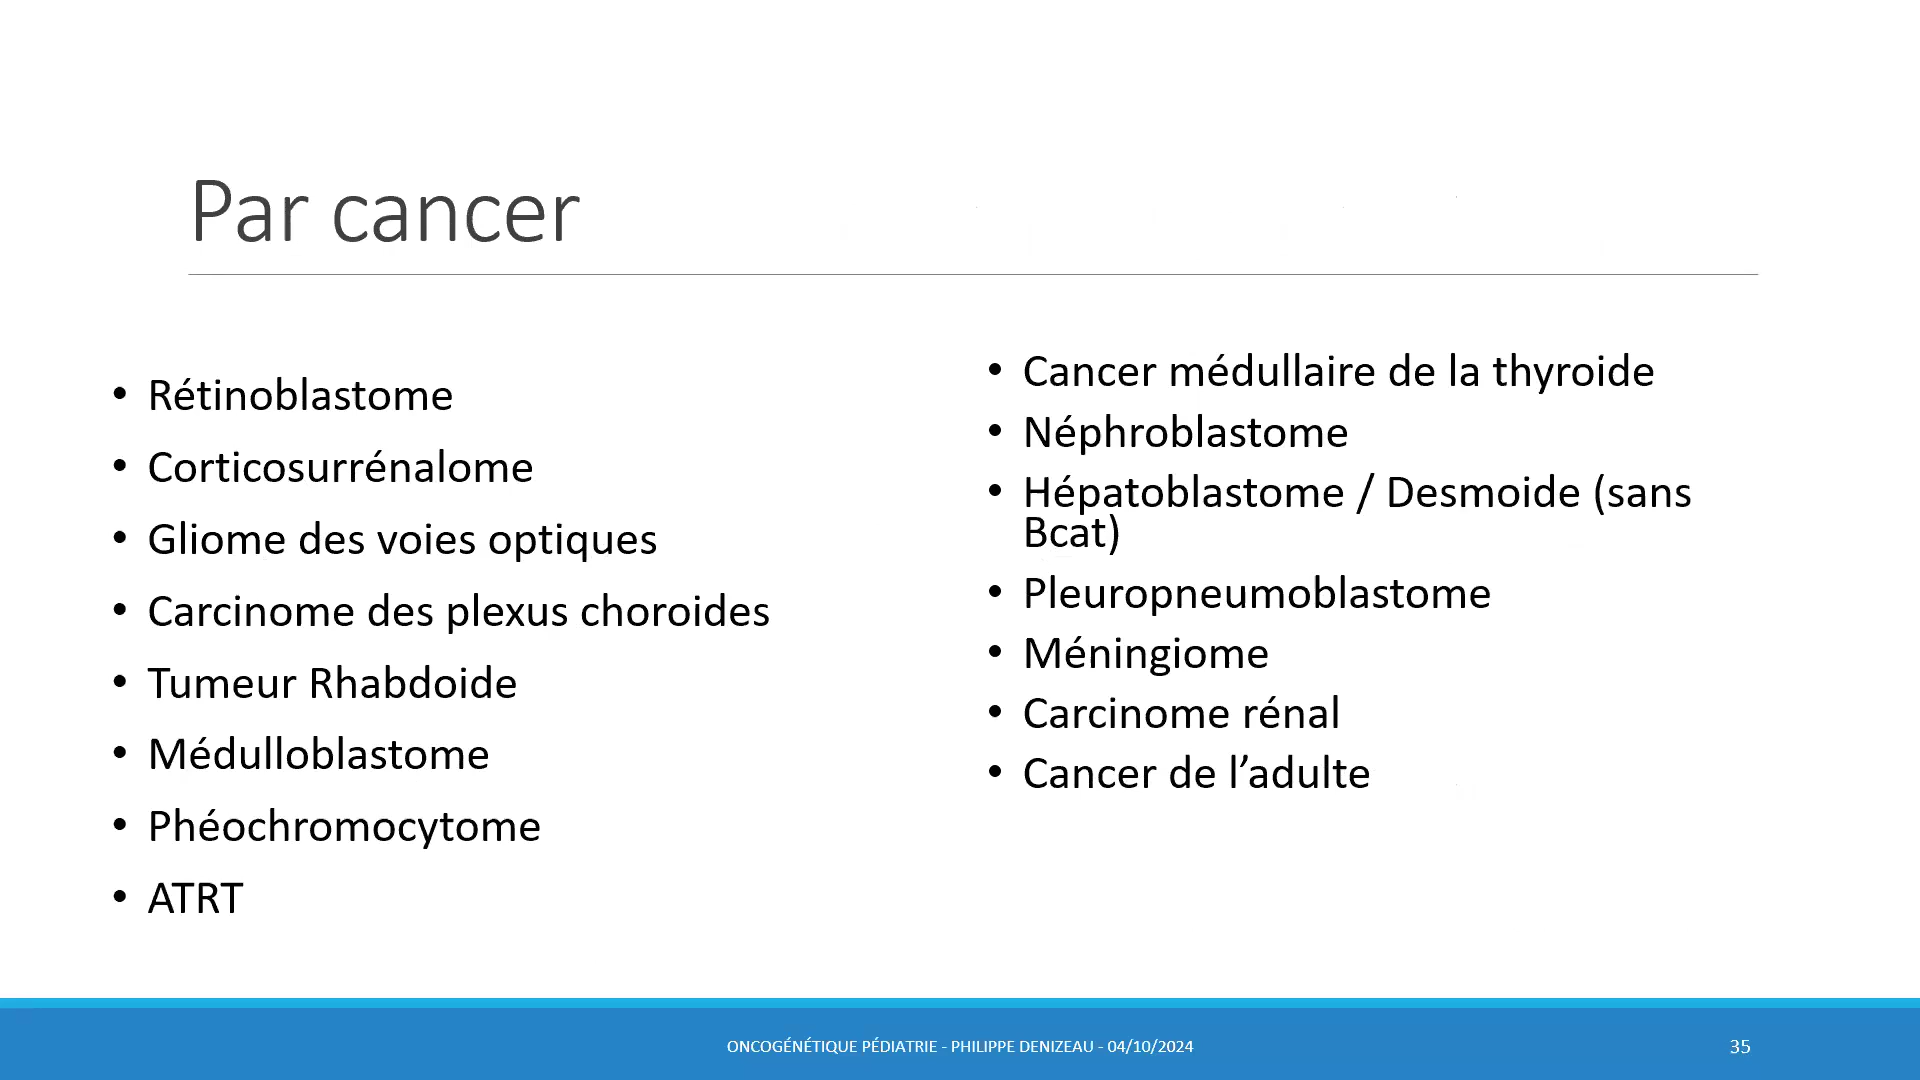 Par cancer
• Rétinoblastome
• Corticosurrénalome
• Gliome des voies optiques
• Carcinome des plexus choroides
• Tumeur Rhabdoide
• Médulloblastome
• Phéochromocytome
• ATRT
• Cancer médullaire de la thyroide
• Néphroblastome
• Hépatoblastome / Desmoide (sans
Bcat)
• Pleuropneumoblastome
• Méningiome
• Carcinome rénal
• Cancer de l’adulte
ONCOGÉNÉTIQUE PÉDIATRIE - PHILIPPE DENIZEAU - 04/10/2024
35